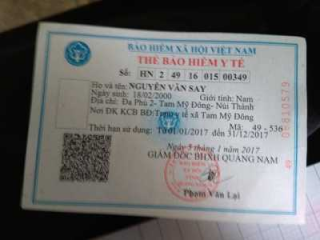 BẢO HIỂM XÃ HỘI VIỆT NAM
THẺ BẢO HIỂM Y TẾ
Số: HN 2 49 16 015 00349
Họ và tên: NGUYỄN VĂN SAY
Ngày sinh: 18/02/2000 Giới tính: Nam
Địa chỉ: Đa Phú 2- Tam Mỹ Đông- Núi Thành
Nơi ĐK KCB BĐ: Trạm y tế xã Tam Mỹ Đông
49 - 536
Thời hạn sử dụng: Từ 01/01/2017 đến 31/12/2017
Ngày 5 tháng 1 năm 2017
GIÁM ĐỐC BHXH QUẢNG NAM
Phạm Văn Lại